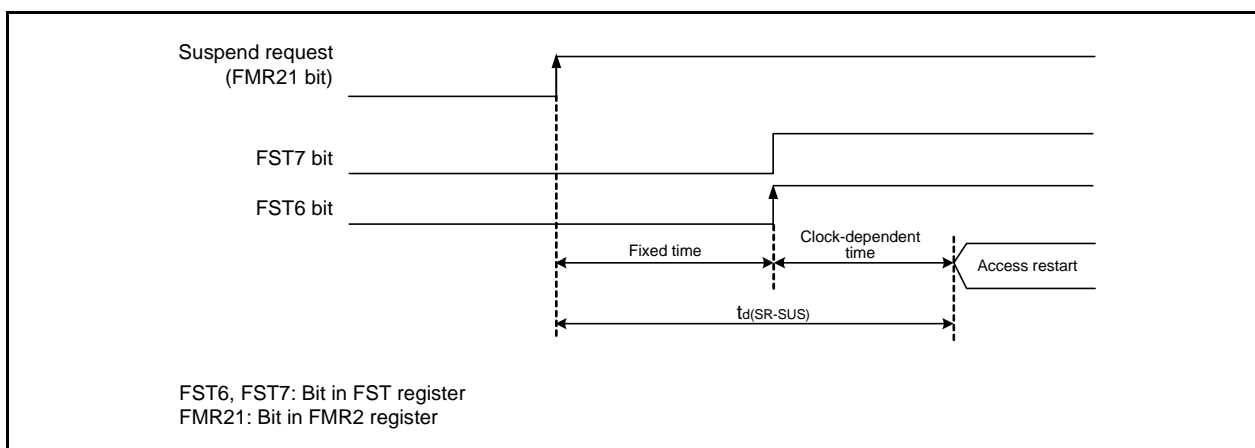 Suspend request
(FMR21 bit)
FST7 bit
FST6 bit
Fixed time
Clock-dependent
time
Access restart
td(SR-SUS)
FST6, FST7: Bit in FST register
FMR21: Bit in FMR2 register